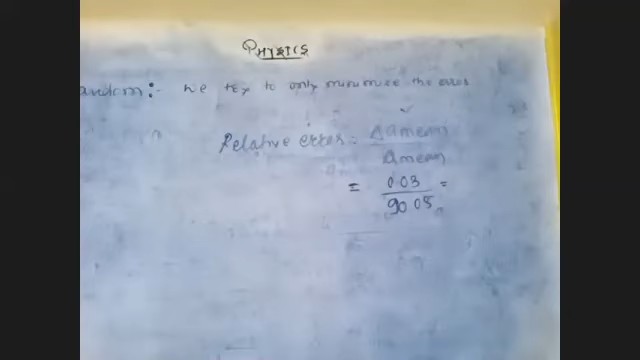 PHYSICS
andom:- we try to only minimize the error
Relative error = Δamean
amean
= 0.03 =
90.05